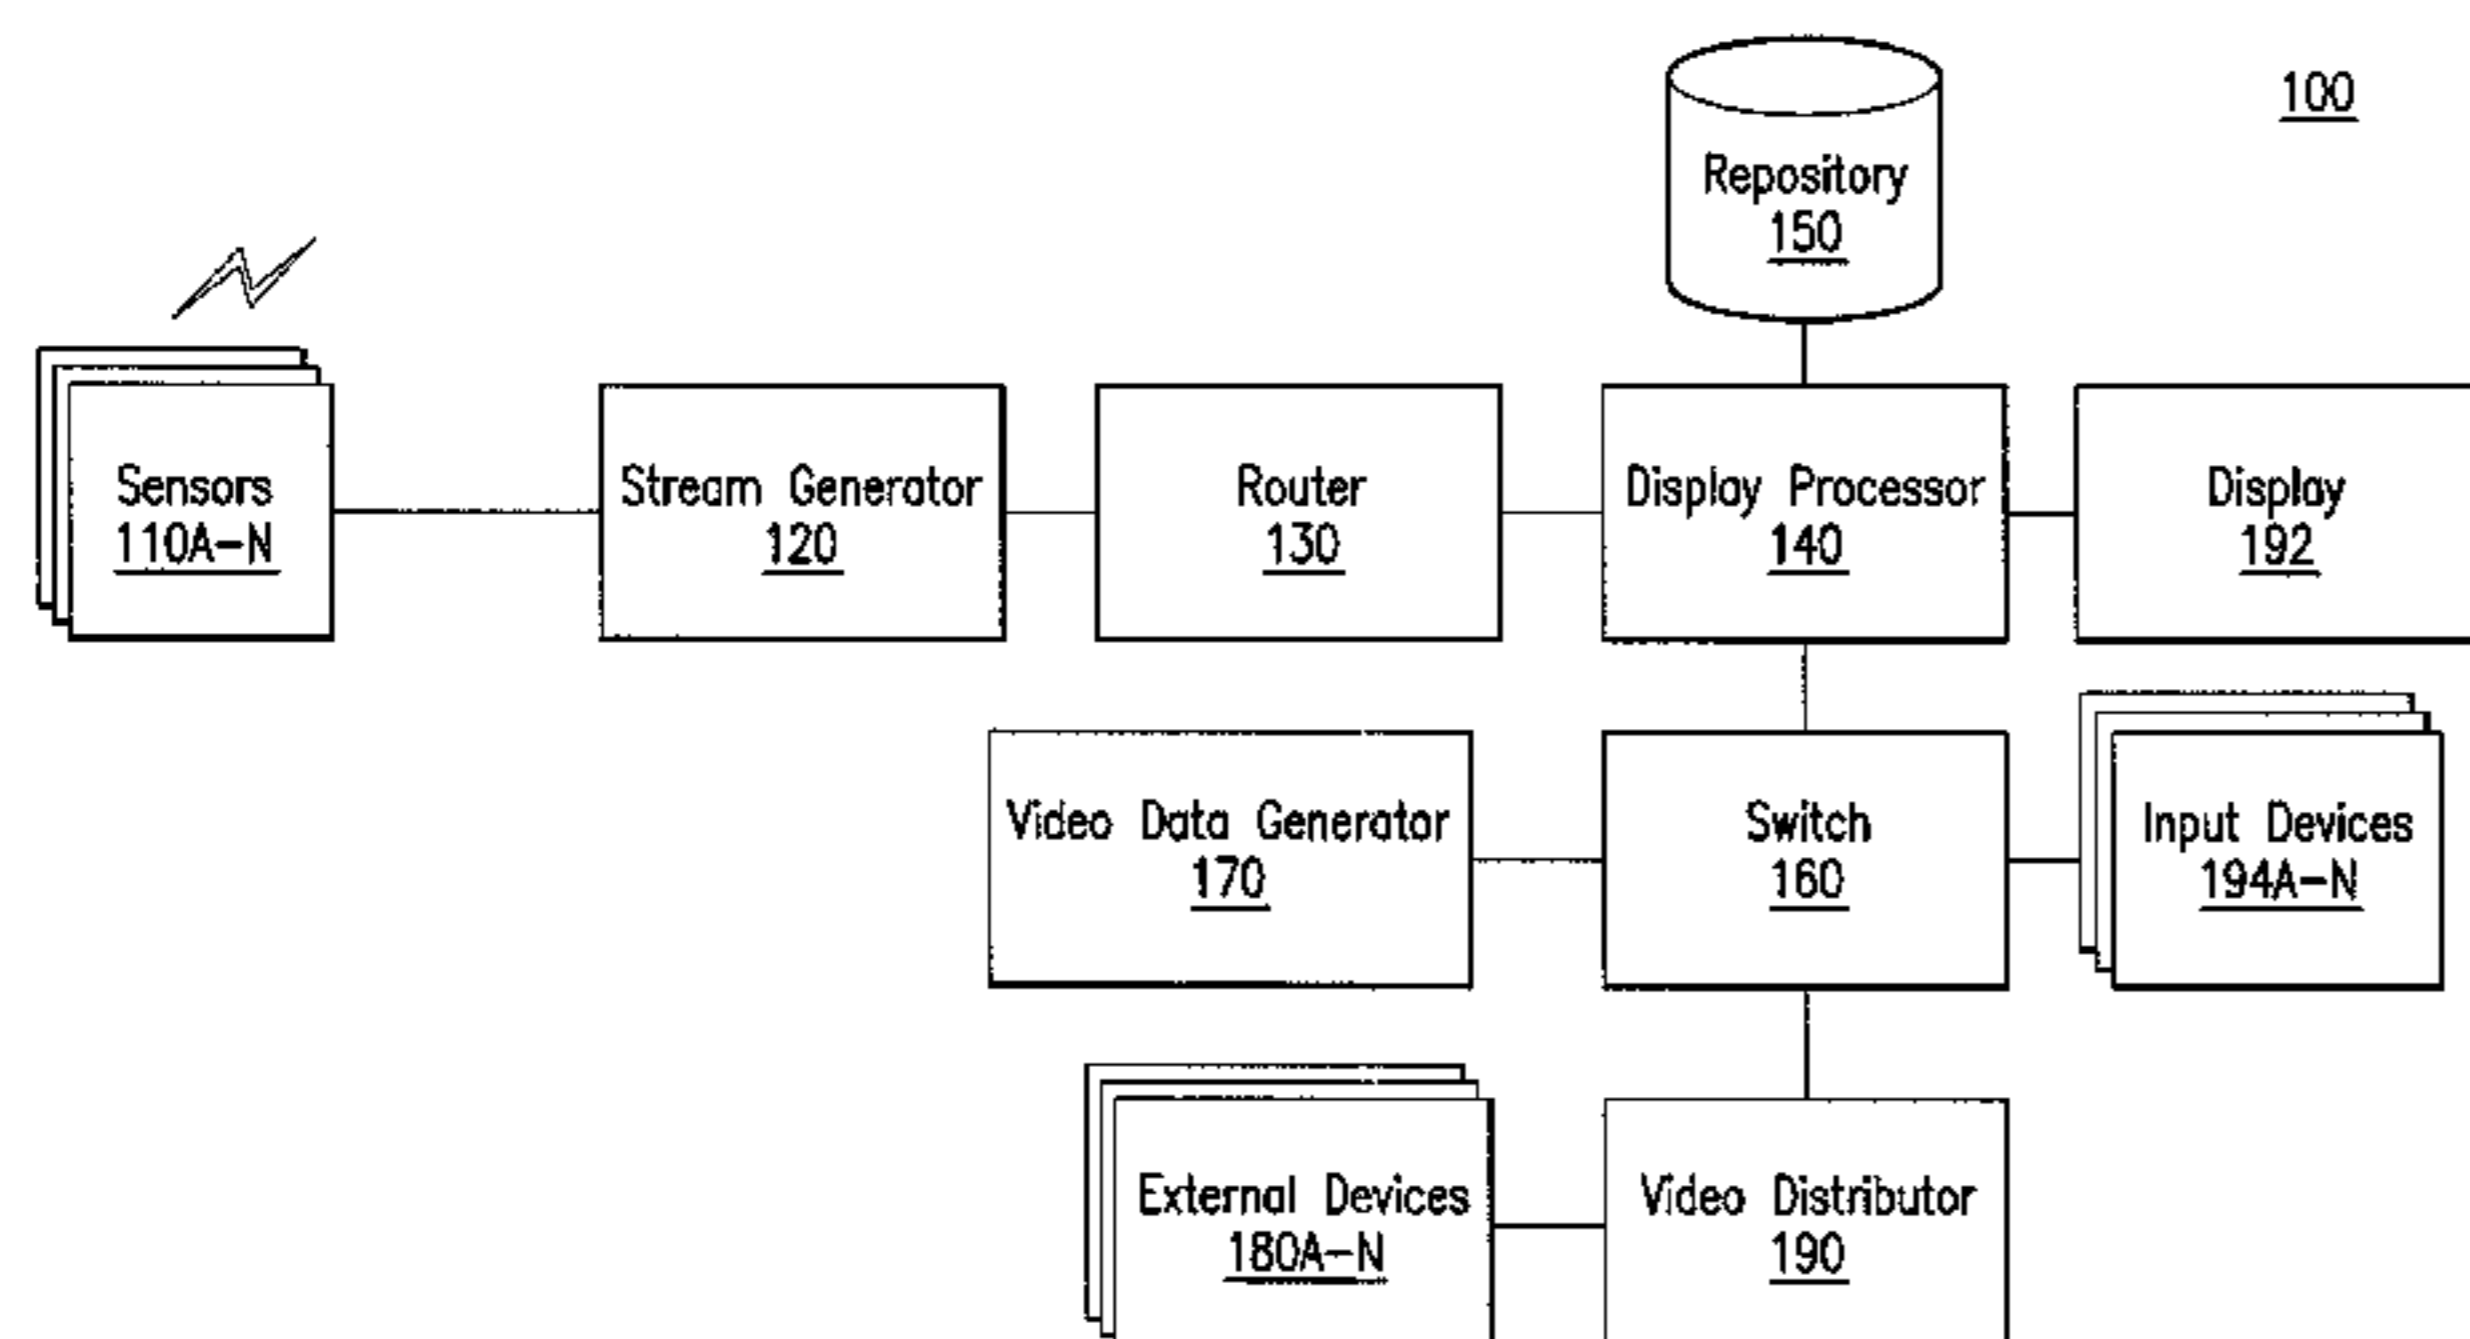 100
Repository
150
Sensors
110A-N
Stream Generator
120
Router
130
Display Processor
140
Display
192
Video Data Generator
170
Switch
160
Input Devices
194A-N
External Devices
180A-N
Video Distributor
190